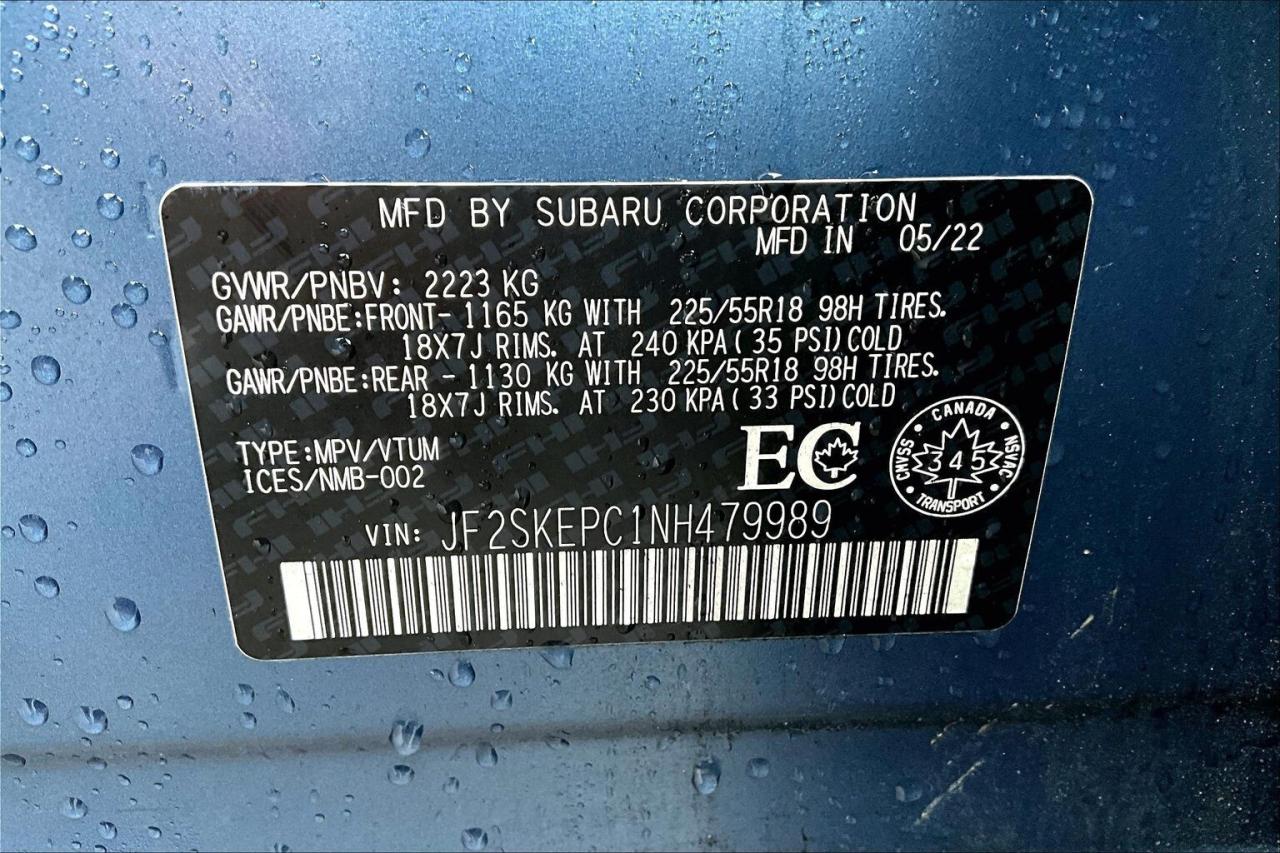 MFD BY SUBARU CORPORATION
MFD IN 05/22
GVWR/PNBV: 2223 KG
GAWR/PNBE:FRONT- 1165 KG WITH 225/55R18 98H TIRES.
18X7J RIMS. AT 240 KPA(35 PSI)COLD
GAWR/PNBE:REAR - 1130 KG WITH 225/55R18 98H TIRES.
18X7J RIMS. AT 230 KPA(33 PSI)COLD
TYPE:MPV/VTUM
ICES/NMB-002
EC
CANADA
CNVSS
345
NSVAC
TRANSPORT
VIN: JF2SKEPC1NH479989